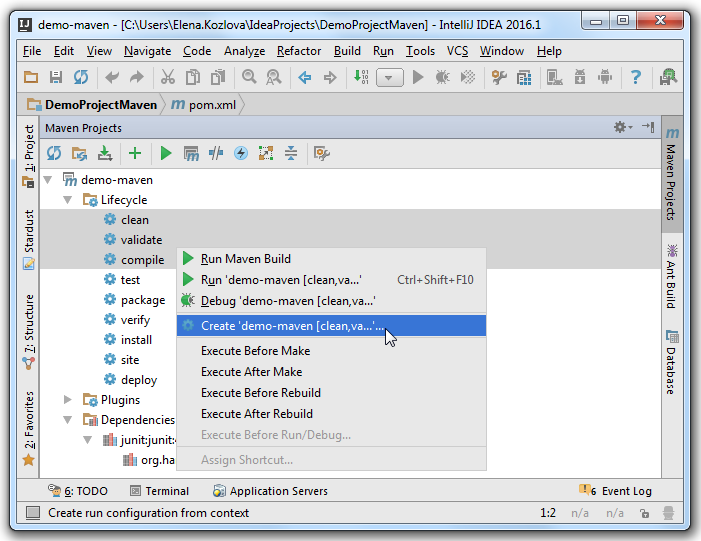 demo-maven - [C:\Users\Elena.Kozlova\IdeaProjects\DemoProjectMaven] - IntelliJ IDEA 2016.1
File Edit View Navigate Code Analyze Refactor Build Run Tools VCS Window Help
DemoProjectMaven pom.xml
1: Project
Stardust
7: Structure
2: Favorites
Maven Projects
demo-maven
Lifecycle
clean
validate
compile
test
package
verify
install
site
deploy
Plugins
Dependencies
junit:junit:
org.ha
Run Maven Build
Run 'demo-maven [clean,va...' Ctrl+Shift+F10
Debug 'demo-maven [clean,va...'
Create 'demo-maven [clean,va...'...
Execute Before Make
Execute After Make
Execute Before Rebuild
Execute After Rebuild
Execute Before Run/Debug...
Assign Shortcut...
Maven Projects
Ant Build
Database
6: TODO Terminal Application Servers 6 Event Log
Create run configuration from context 1:2 n/a n/a